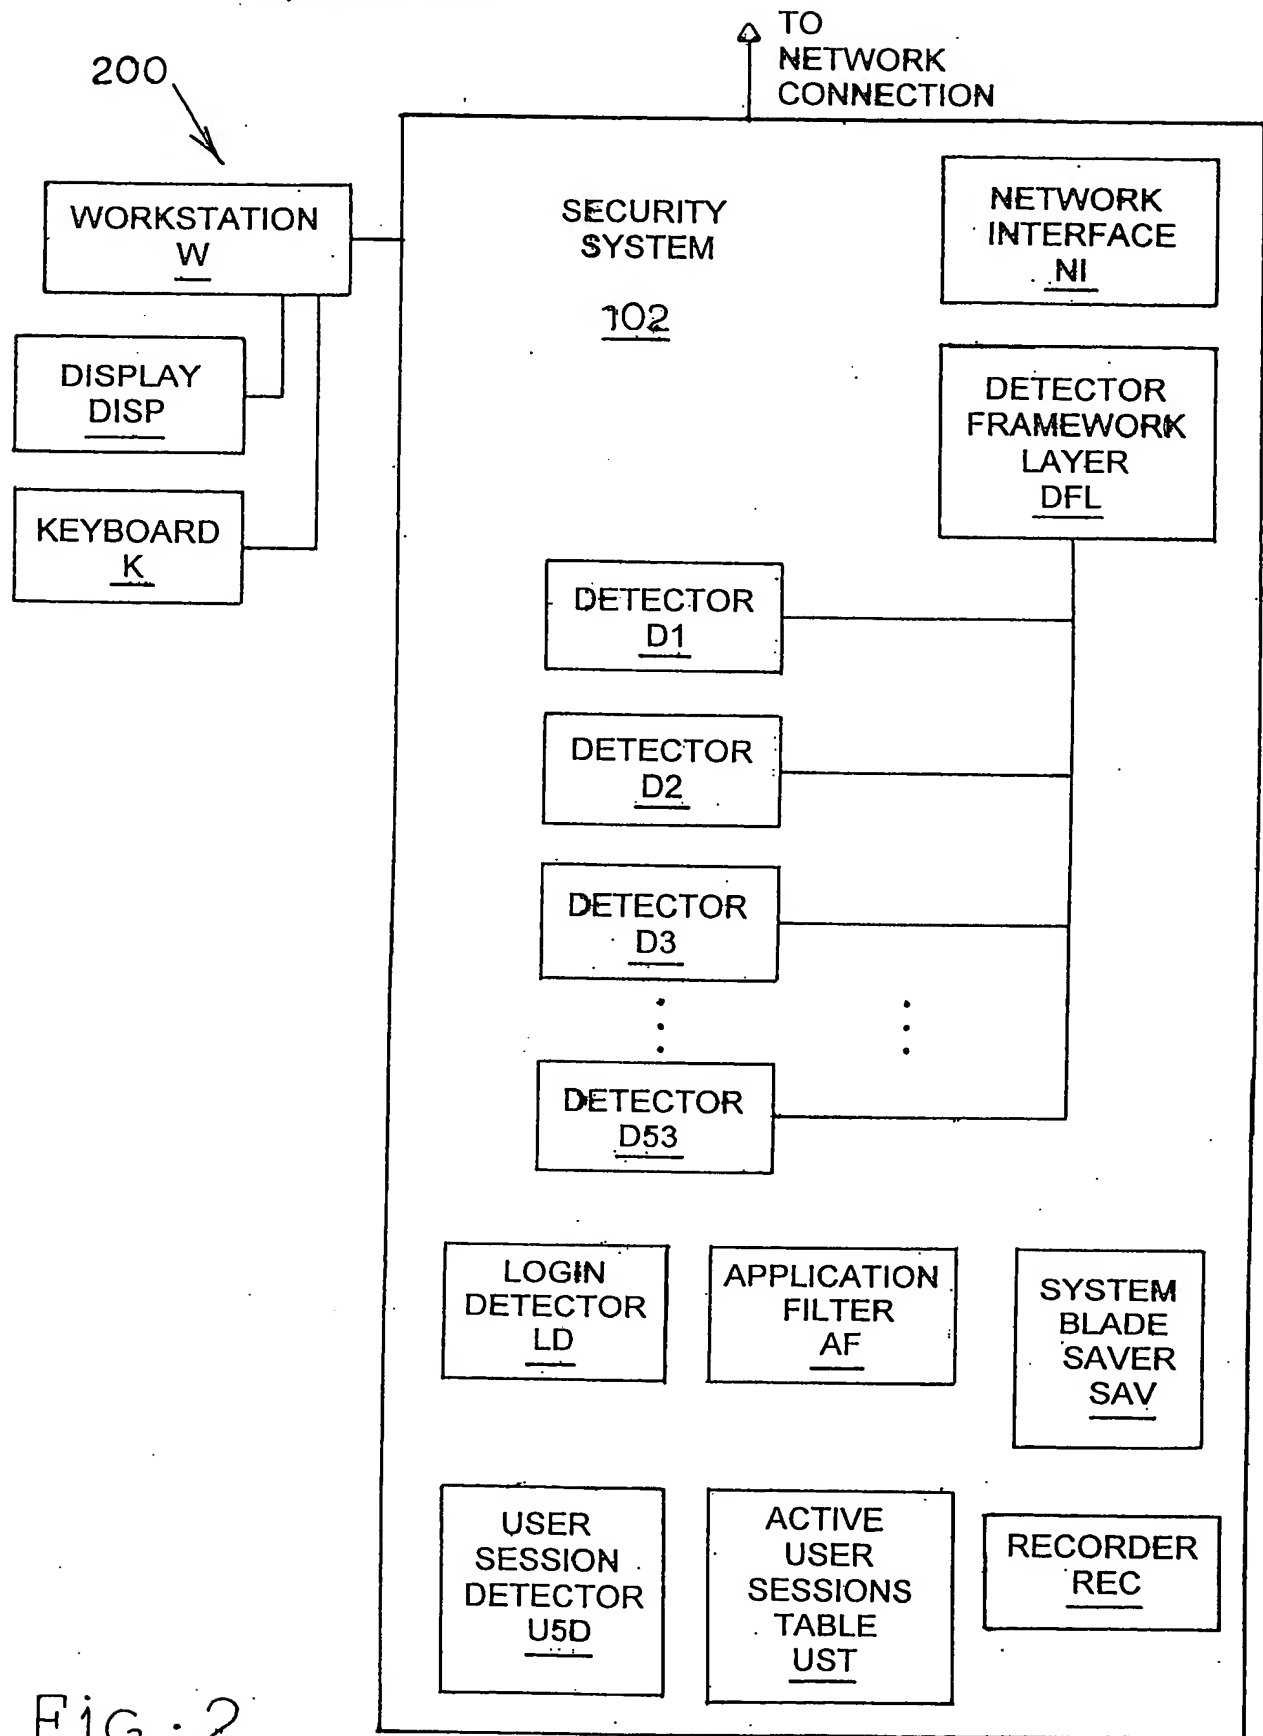 TO
NETWORK
CONNECTION
200
WORKSTATION
W
DISPLAY
DISP
KEYBOARD
K
SECURITY
SYSTEM
102
NETWORK
INTERFACE
NI
DETECTOR
FRAMEWORK
LAYER
DFL
DETECTOR
D1
DETECTOR
D2
DETECTOR
D3
DETECTOR
D53
LOGIN
DETECTOR
LD
APPLICATION
FILTER
AF
SYSTEM
BLADE
SAVER
SAV
USER
SESSION
DETECTOR
U5D
ACTIVE
USER
SESSIONS
TABLE
UST
RECORDER
REC
Fig. 2